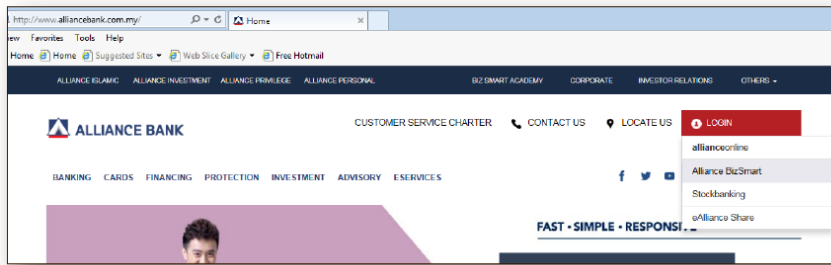 http://www.alliancebank.com.my/ Home
Favorites Tools Help
Home Home Suggested Sites Web Slice Gallery Free Hotmail
ALLIANCE ISLAMIC ALLIANCE INVESTMENT ALLIANCE PRIVILEGE ALLIANCE PERSONAL BIZ SMART ACADEMY CORPORATE INVESTOR RELATIONS OTHERS
ALLIANCE BANK CUSTOMER SERVICE CHARTER CONTACT US LOCATE US LOGIN
allianceonline
BANKING CARDS FINANCING PROTECTION INVESTMENT ADVISORY ESERVICES Alliance BizSmart
Stockbanking
eAlliance Share
FAST • SIMPLE • RESPONSIVE